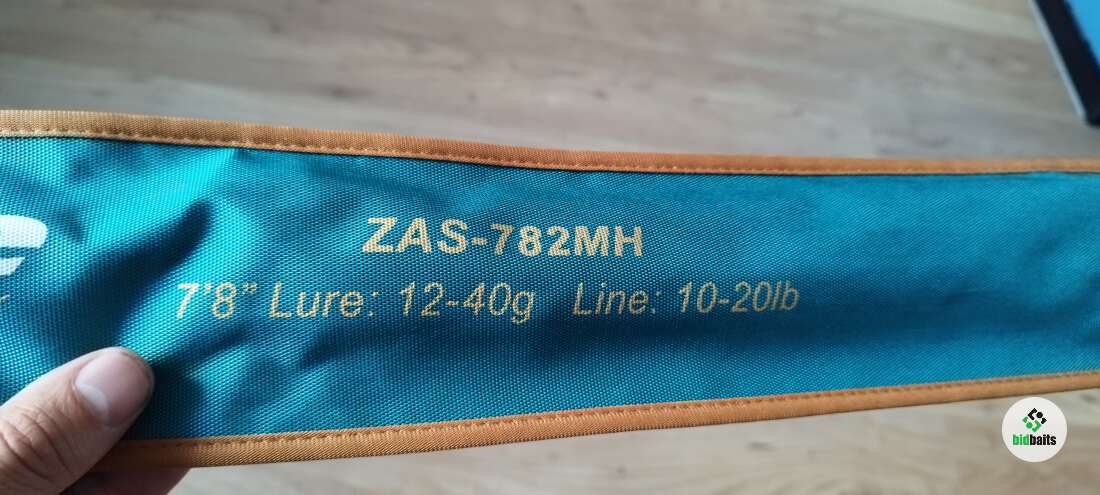 ZAS-782MH
7'8" Lure: 12-40g Line: 10-20lb
bidbaits